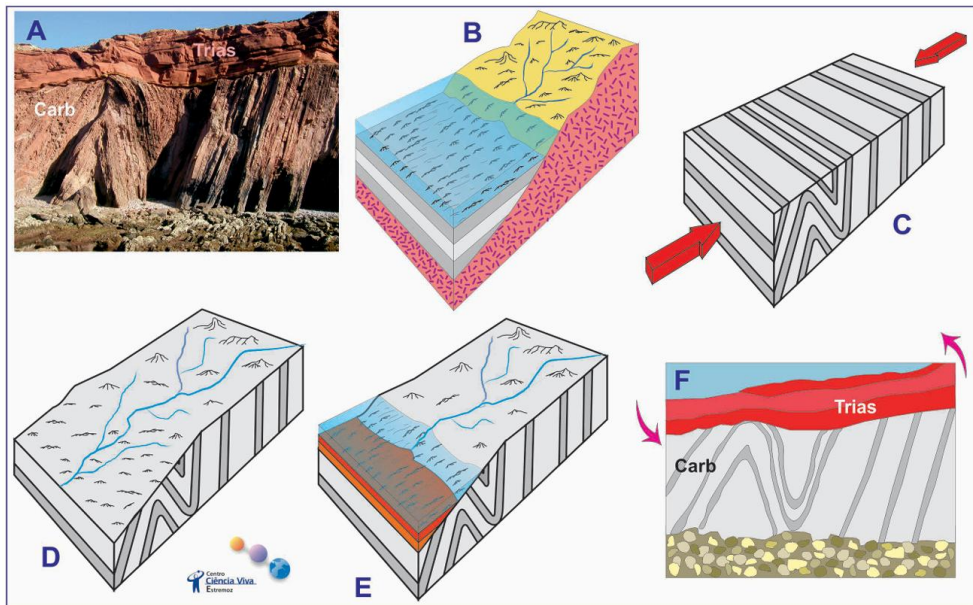 A
Trias
Carb
B
C
D
Centro
Ciência Viva
Estremoz
E
F
Trias
Carb